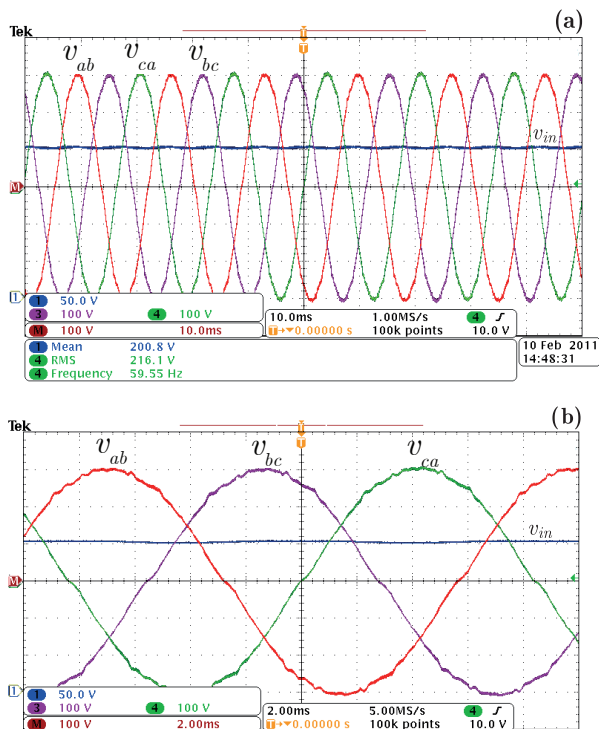 Tek
(a)
T
T
v_ab v_ca v_bc
v_in
M
1
1 50.0 V
3 100 V 4 100 V
M 100 V 10.0ms
10.0ms 1.00MS/s 4 ʃ
T→▼0.00000 s 100k points 10.0 V
1 Mean 200.8 V
4 RMS 216.1 V
4 Frequency 59.55 Hz
10 Feb 2011
14:48:31
(b)
Tek
T
T
v_ab v_bc v_ca
v_in
M
1
1 50.0 V
3 100 V 4 100 V
M 100 V 2.00ms
2.00ms 5.00MS/s 4 ʃ
T→▼0.00000 s 100k points 10.0 V